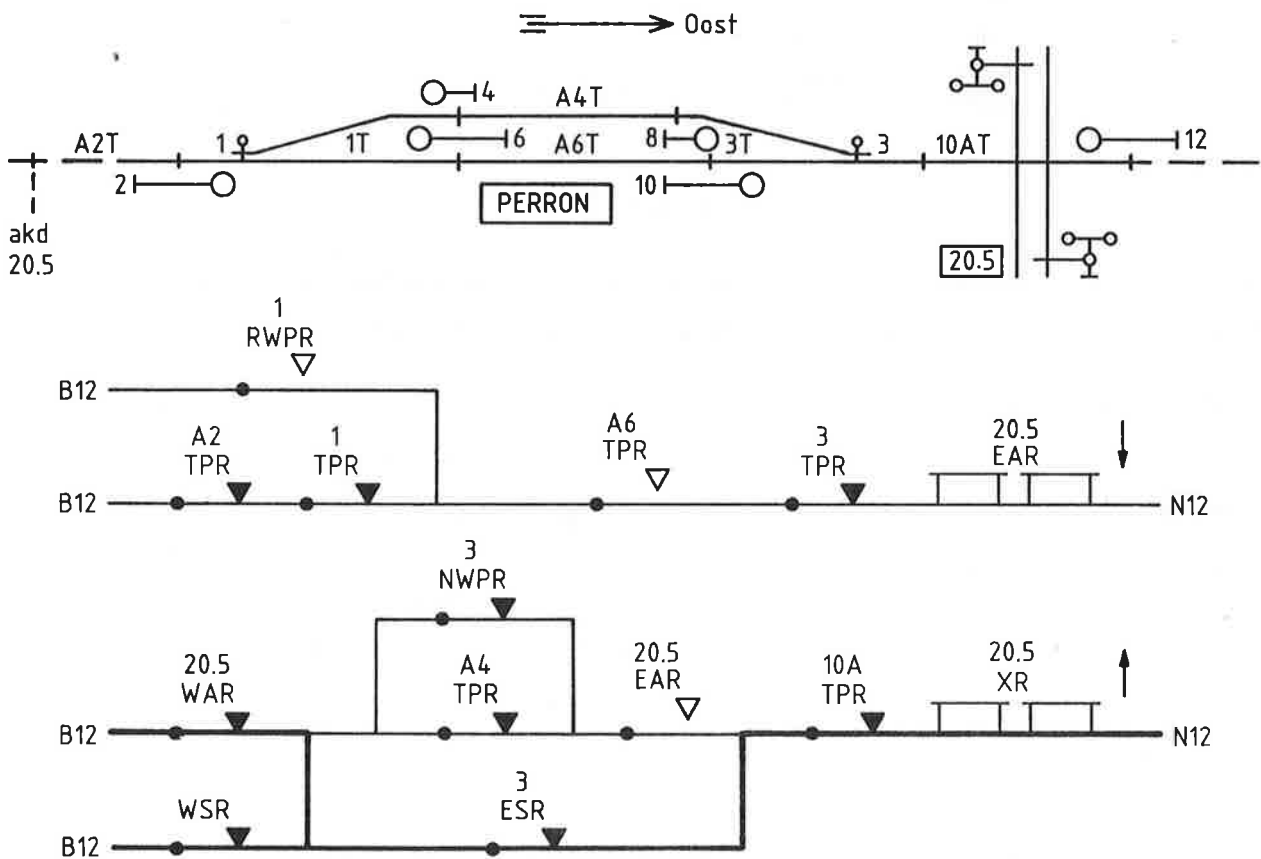 Oost
4
A4T
A2T
1
1T
6
A6T
8
3T
3
10AT
12
2
10
PERRON
akd
20.5
20.5
1
RWPR
B12
A2
TPR
1
TPR
A6
TPR
3
TPR
20.5
EAR
B12
N12
3
NWPR
20.5
WAR
A4
TPR
20.5
EAR
10A
TPR
20.5
XR
B12
N12
WSR
3
ESR
B12